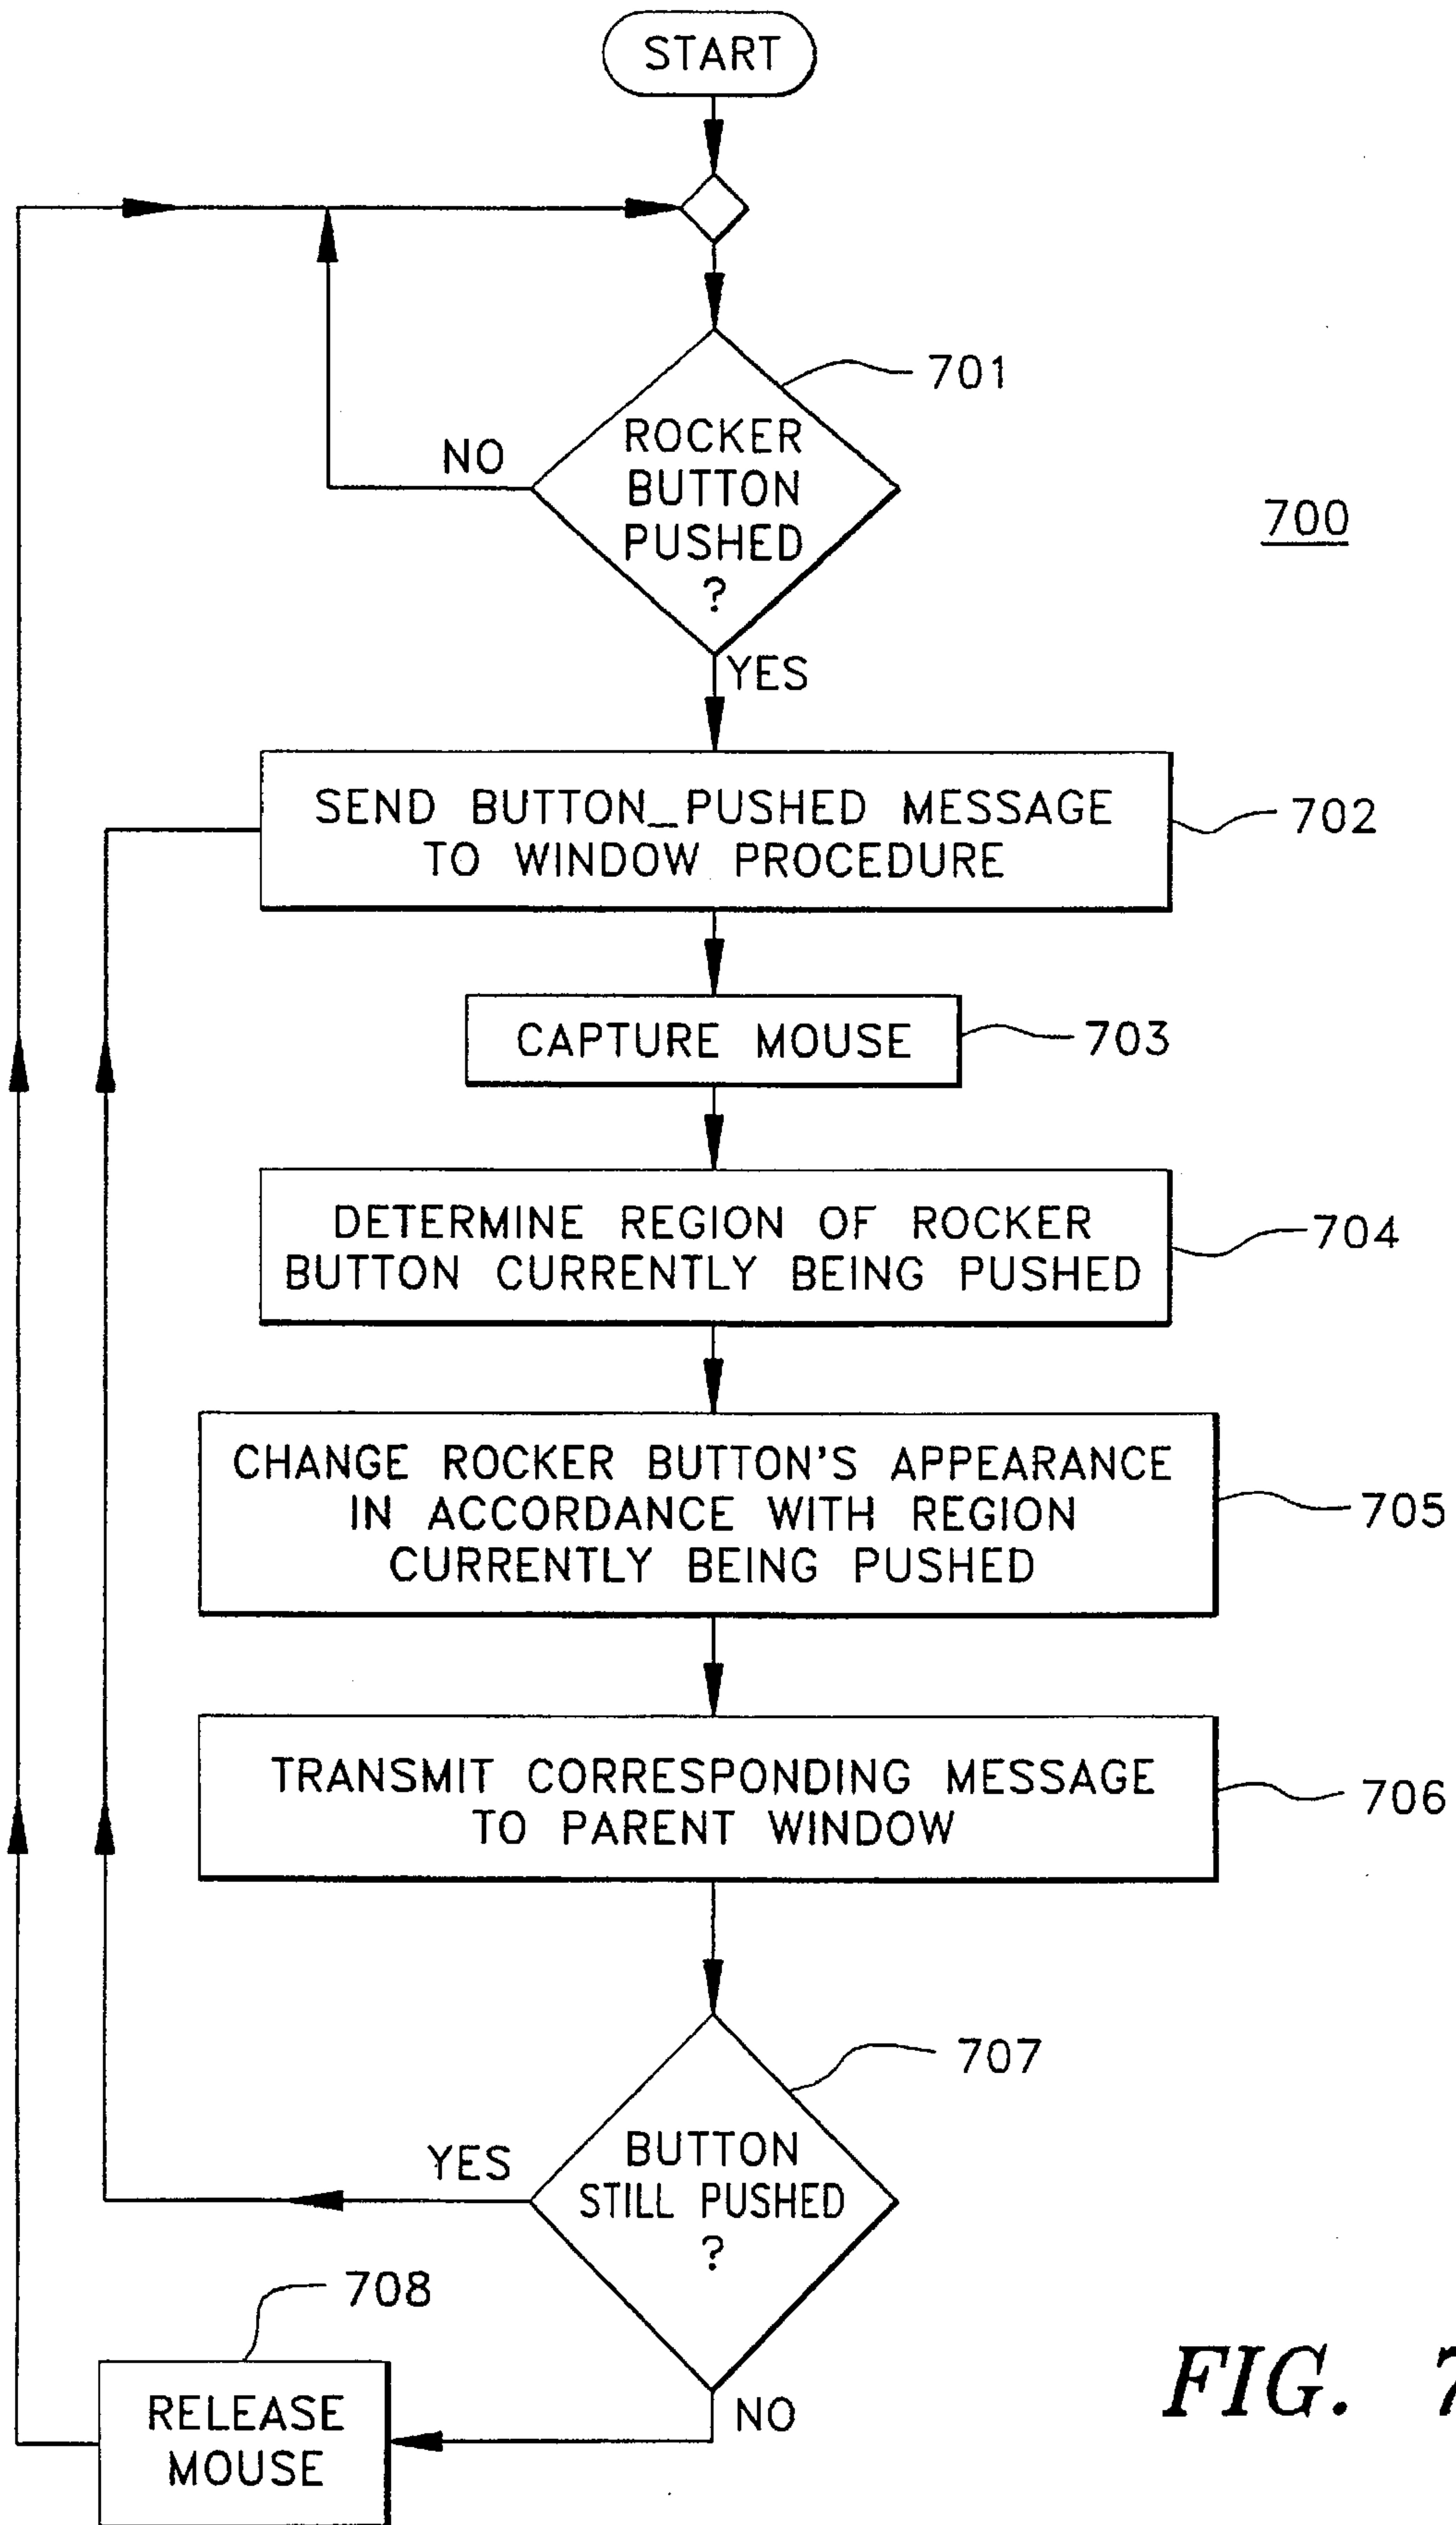 START
701
ROCKER
BUTTON
PUSHED
?
NO
700
YES
SEND BUTTON_PUSHED MESSAGE
TO WINDOW PROCEDURE
702
CAPTURE MOUSE
703
DETERMINE REGION OF ROCKER
BUTTON CURRENTLY BEING PUSHED
704
CHANGE ROCKER BUTTON'S APPEARANCE
IN ACCORDANCE WITH REGION
CURRENTLY BEING PUSHED
705
TRANSMIT CORRESPONDING MESSAGE
TO PARENT WINDOW
706
707
YES
BUTTON
STILL PUSHED
?
708
NO
RELEASE
MOUSE
FIG. 7